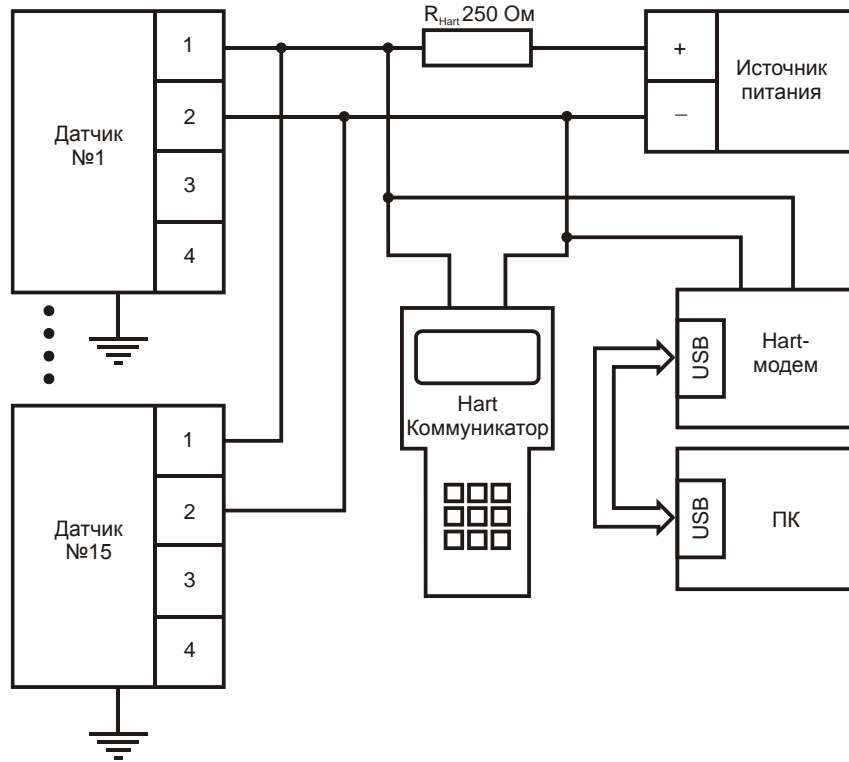 R Hart 250 Ом
1
2
3
4
Датчик
№1
+
–
Источник
питания
USB
Hart-
модем
Hart
Коммуникатор
1
2
3
4
Датчик
№15
USB
ПК